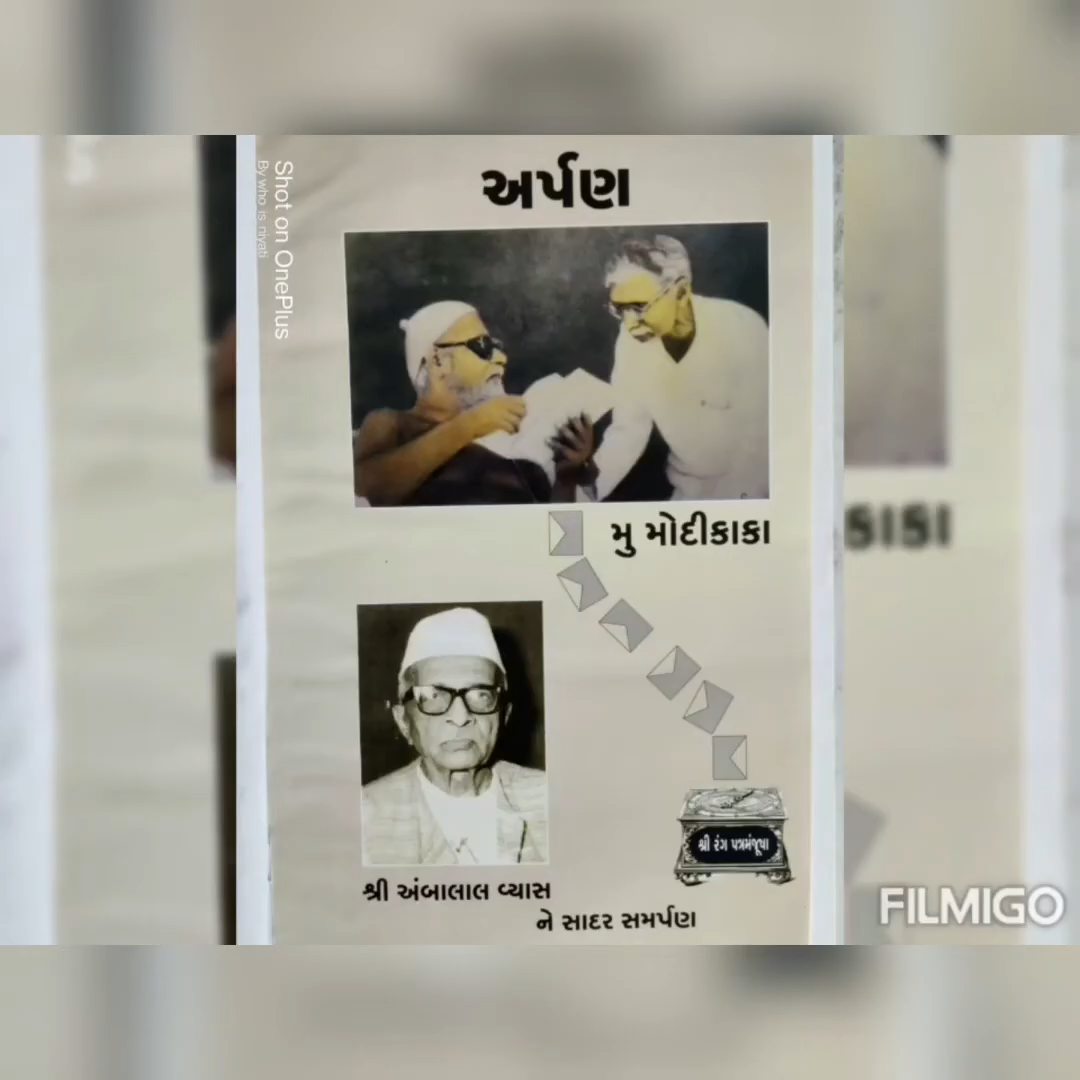 Shot on OnePlus
By who is niyati
અર્પણ
મુ મોદીકાકા
શ્રી રંગ પત્રમંજૂષા
શ્રી અંબાલાલ વ્યાસ
ને સાદર સમર્પણ
કાકા
FILMIGO